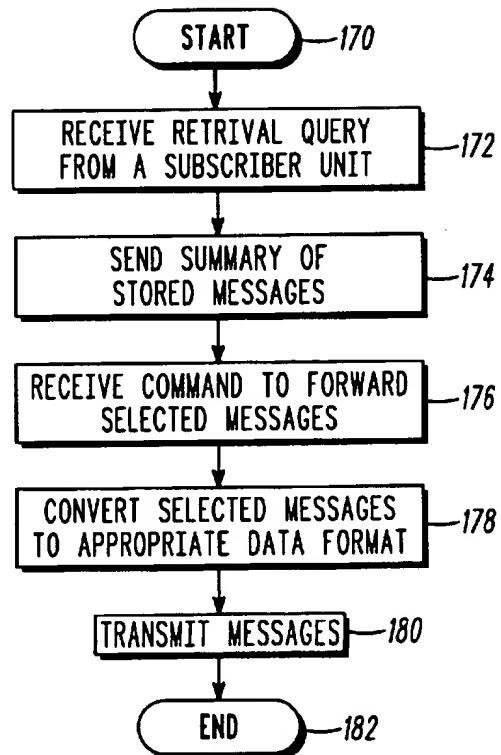 START
170
RECEIVE RETRIVAL QUERY
FROM A SUBSCRIBER UNIT
172
SEND SUMMARY OF
STORED MESSAGES
174
RECEIVE COMMAND TO FORWARD
SELECTED MESSAGES
176
CONVERT SELECTED MESSAGES
TO APPROPRIATE DATA FORMAT
178
TRANSMIT MESSAGES
180
END
182